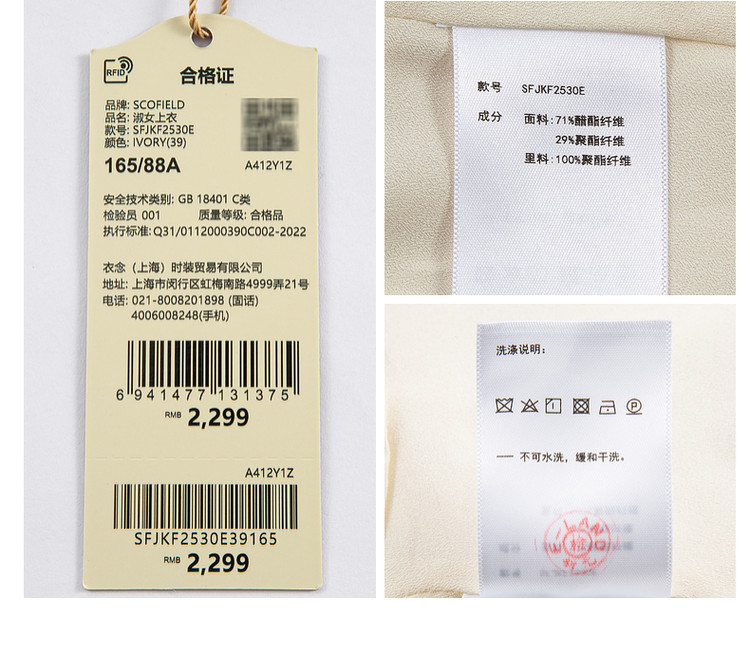 RFID
合格证
品牌: SCOFIELD
品名: 淑女上衣
款号: SFJKF2530E
颜色: IVORY(39)
165/88A
A412Y1Z
安全技术类别: GB 18401 C类
检验员 001 质量等级: 合格品
执行标准: Q31/0112000390C002-2022
衣念（上海）时装贸易有限公司
地址: 上海市闵行区虹梅南路4999弄21号
电话: 021-8008201898 (固话)
4006008248(手机)
6 941477 131375
RMB 2,299
A412Y1Z
SFJKF2530E39165
RMB 2,299
款号 SFJKF2530E
成分 面料: 71%醋酯纤维
29%聚酯纤维
里料: 100%聚酯纤维
洗涤说明:
P
— 不可水洗，缓和干洗。
E·LAND
检